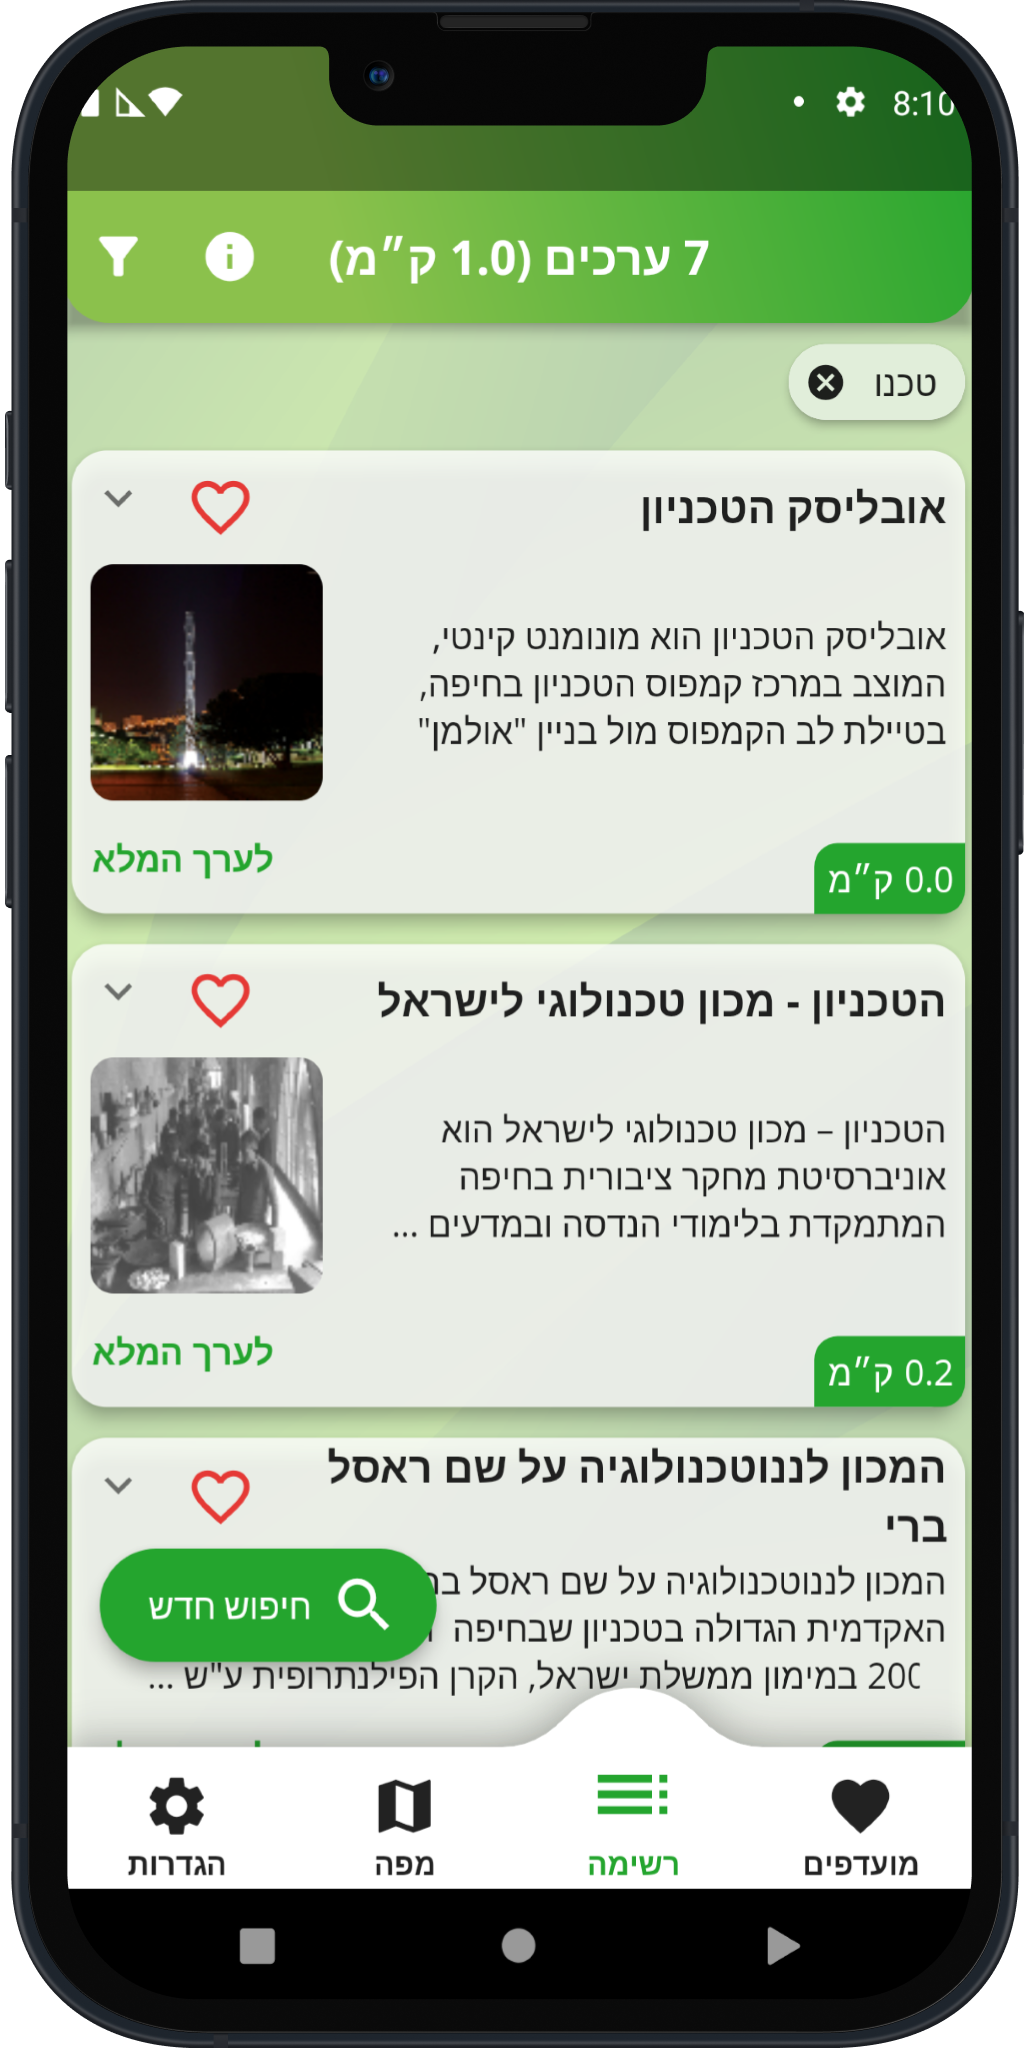 8:10
7 ערכים (1.0 ק״מ)
טכנו
אובליסק הטכניון
אובליסק הטכניון הוא מונומנט קינטי,
המוצב במרכז קמפוס הטכניון בחיפה,
בטיילת לב הקמפוס מול בניין "אולמן"
לערך המלא
0.0 ק״מ
הטכניון - מכון טכנולוגי לישראל
הטכניון – מכון טכנולוגי לישראל הוא
אוניברסיטת מחקר ציבורית בחיפה
המתמקדת בלימודי הנדסה ובמדעים ...
לערך המלא
0.2 ק״מ
המכון לננוטכנולוגיה על שם ראסל
ברי
המכון לננוטכנולוגיה על שם ראסל
האקדמית הגדולה בטכניון שבחיפה
במימון ממשלת ישראל, הקרן הפילנתרופית ע"ש ...
חיפוש חדש
מועדפים
רשימה
מפה
הגדרות